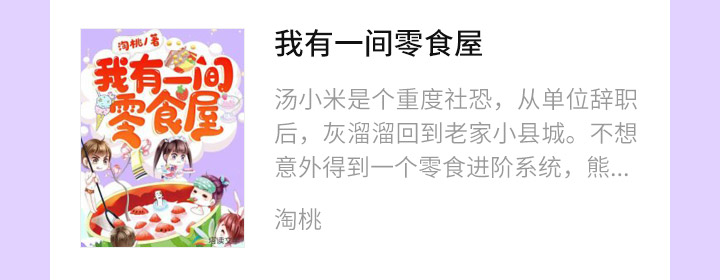 淘桃/著
我有一间
零食屋
阅读文
我有一间零食屋
汤小米是个重度社恐，从单位辞职
后，灰溜溜回到老家小县城。不想
意外得到一个零食进阶系统，熊...
淘桃